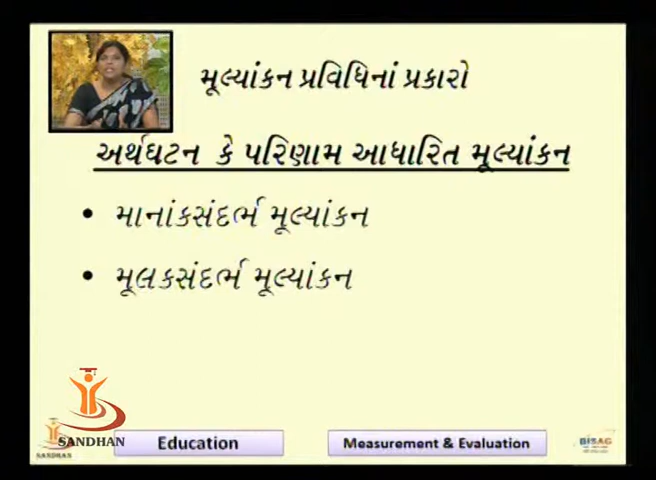 મૂલ્યાંકન પ્રવિધિનાં પ્રકારો
અર્થઘટન કે પરિણામ આધારિત મૂલ્યાંકન
• માનાંકસંદર્ભ મૂલ્યાંકન
• મૂલકસંદર્ભ મૂલ્યાંકન
SANDHAN
SANDHAN
Education
Measurement & Evaluation
BISAG